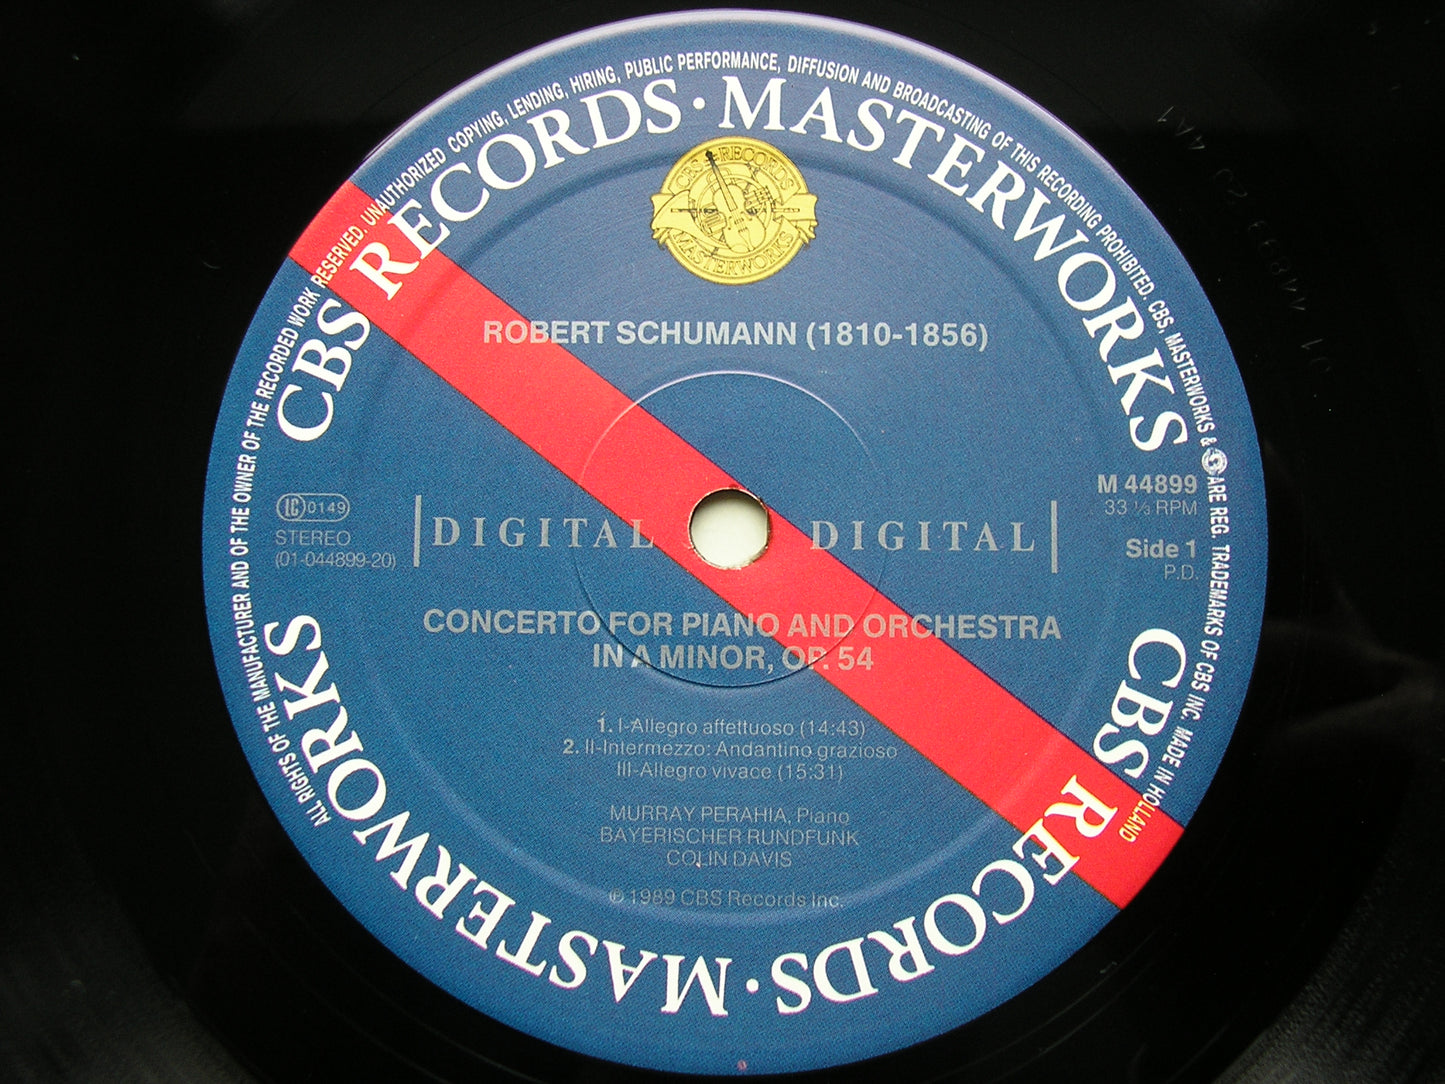 ALL RIGHTS OF THE MANUFACTURER AND OF THE OWNER OF THE RECORDED WORK RESERVED. UNAUTHORIZED COPYING, LENDING, HIRING, PUBLIC PERFORMANCE, DIFFUSION AND BROADCASTING OF THIS RECORDING PROHIBITED. CBS, MASTERWORKS & ARE REG. TRADEMARKS OF CBS INC. MADE IN HOLLAND
CBS RECORDS · MASTERWORKS
CBS RECORDS · MASTERWORKS
CBS RECORDS
MASTERWORKS
ROBERT SCHUMANN (1810-1856)
LC 0149
STEREO
(01-044899-20)
DIGITAL DIGITAL
M 44899
33 ⅓ RPM
Side 1
P.D.
CONCERTO FOR PIANO AND ORCHESTRA
IN A MINOR, OP. 54
1. I-Allegro affettuoso (14:43)
2. II-Intermezzo: Andantino grazioso
III-Allegro vivace (15:31)
MURRAY PERAHIA, Piano
BAYERISCHER RUNDFUNK
COLIN DAVIS
℗ 1989 CBS Records Inc.